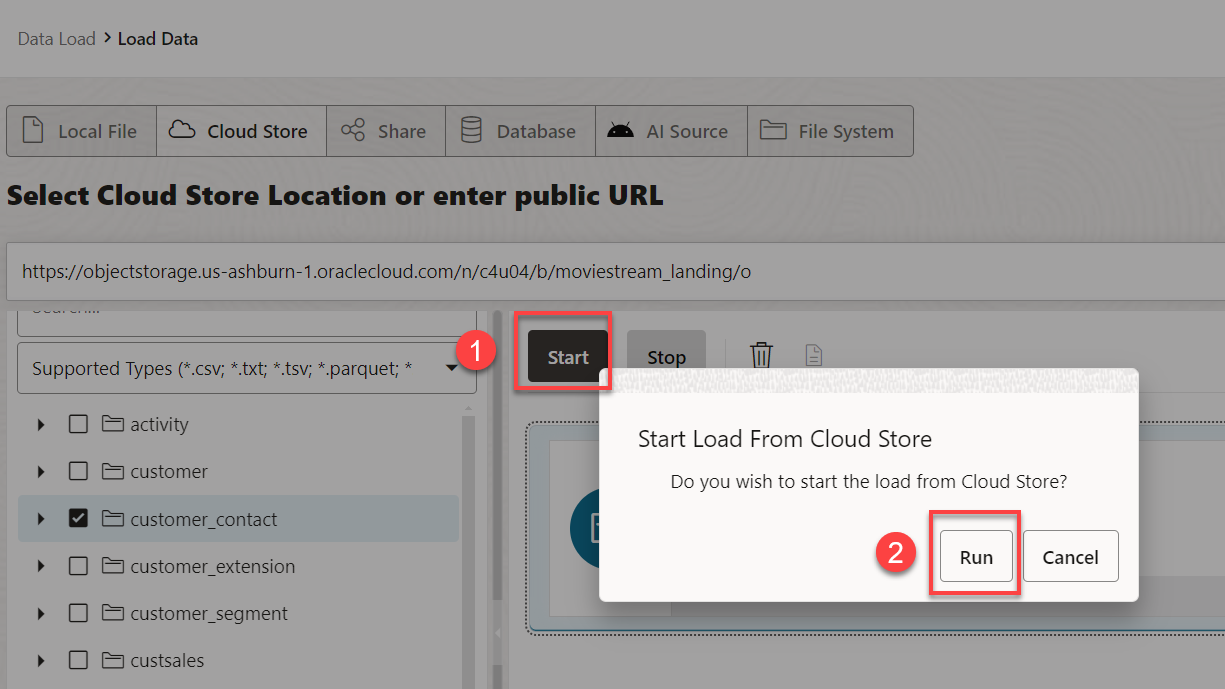 Data Load > Load Data
Local File
Cloud Store
Share
Database
AI Source
File System
Select Cloud Store Location or enter public URL
https://objectstorage.us-ashburn-1.oraclecloud.com/n/c4u04/b/moviestream_landing/o
Search...
Supported Types (*.csv; *.txt; *.tsv; *.parquet; *
1
Start
Stop
activity
customer
customer_contact
customer_extension
customer_segment
custsales
Start Load From Cloud Store
Do you wish to start the load from Cloud Store?
2
Run
Cancel